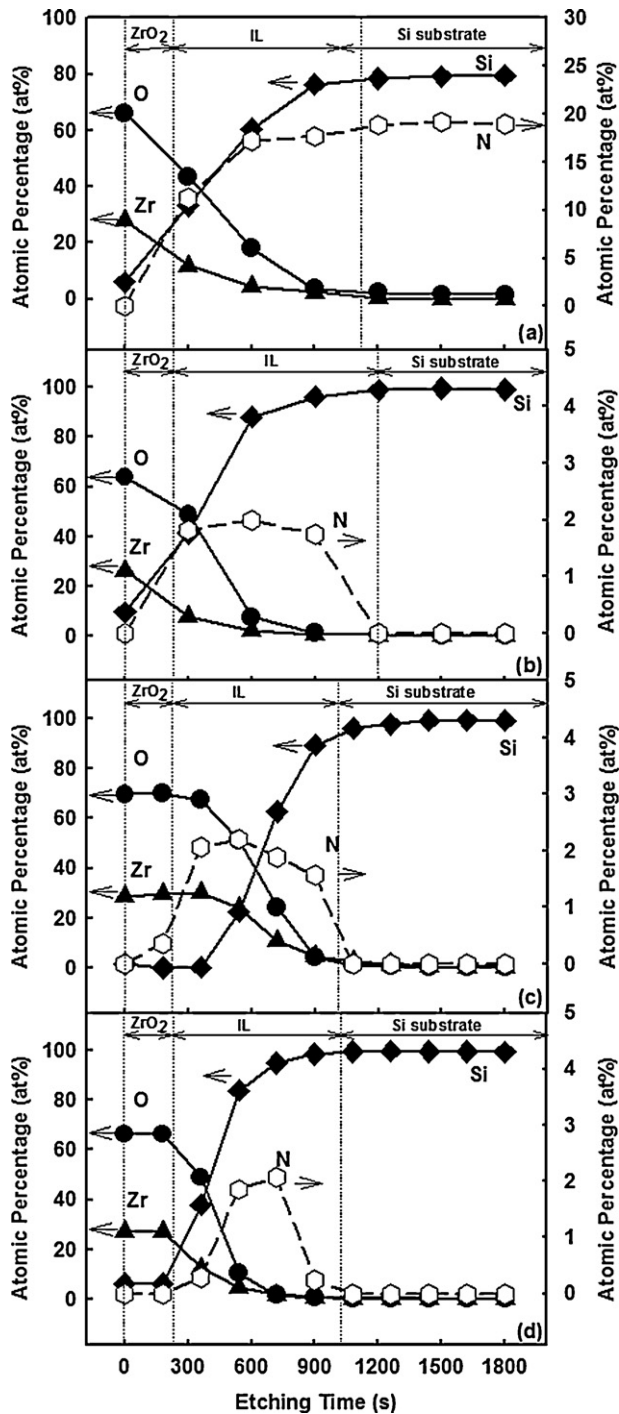 ZrO2 IL Si substrate
100 80 60 40 20 0
30 25 20 15 10 5 0
Atomic Percentage (at%)
Atomic Percentage (at%)
O Si N Zr
(a)
ZrO2 IL Si substrate
100 80 60 40 20 0
5 4 3 2 1 0
Atomic Percentage (at%)
Atomic Percentage (at%)
O Si N Zr
(b)
ZrO2 IL Si substrate
100 80 60 40 20 0
5 4 3 2 1 0
Atomic Percentage (at%)
Atomic Percentage (at%)
O Si N Zr
(c)
ZrO2 IL Si substrate
100 80 60 40 20 0
5 4 3 2 1 0
Atomic Percentage (at%)
Atomic Percentage (at%)
O Si N Zr
(d)
0 300 600 900 1200 1500 1800
Etching Time (s)